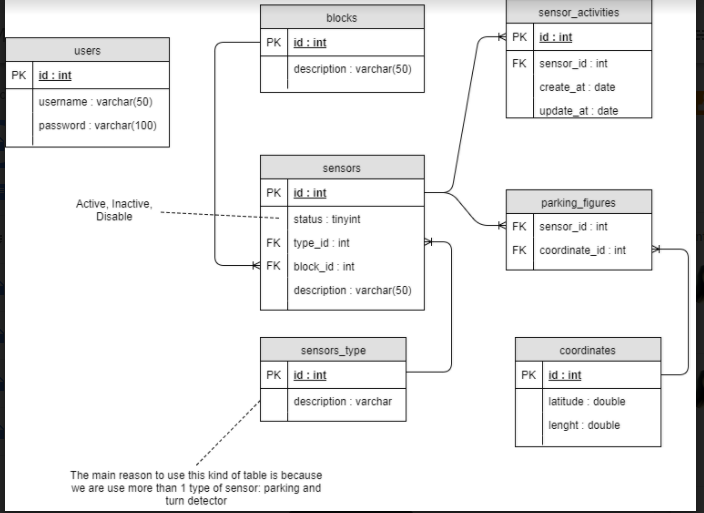 users
PK id : int
username : varchar(50)
password : varchar(100)
blocks
PK id : int
description : varchar(50)
sensor_activities
PK id : int
FK sensor_id : int
create_at : date
update_at : date
sensors
PK id : int
status : tinyint
FK type_id : int
FK block_id : int
description : varchar(50)
Active, Inactive,
Disable
parking_figures
FK sensor_id : int
FK coordinate_id : int
sensors_type
PK id : int
description : varchar
coordinates
PK id : int
latitude : double
lenght : double
The main reason to use this kind of table is because
we are use more than 1 type of sensor: parking and
turn detector